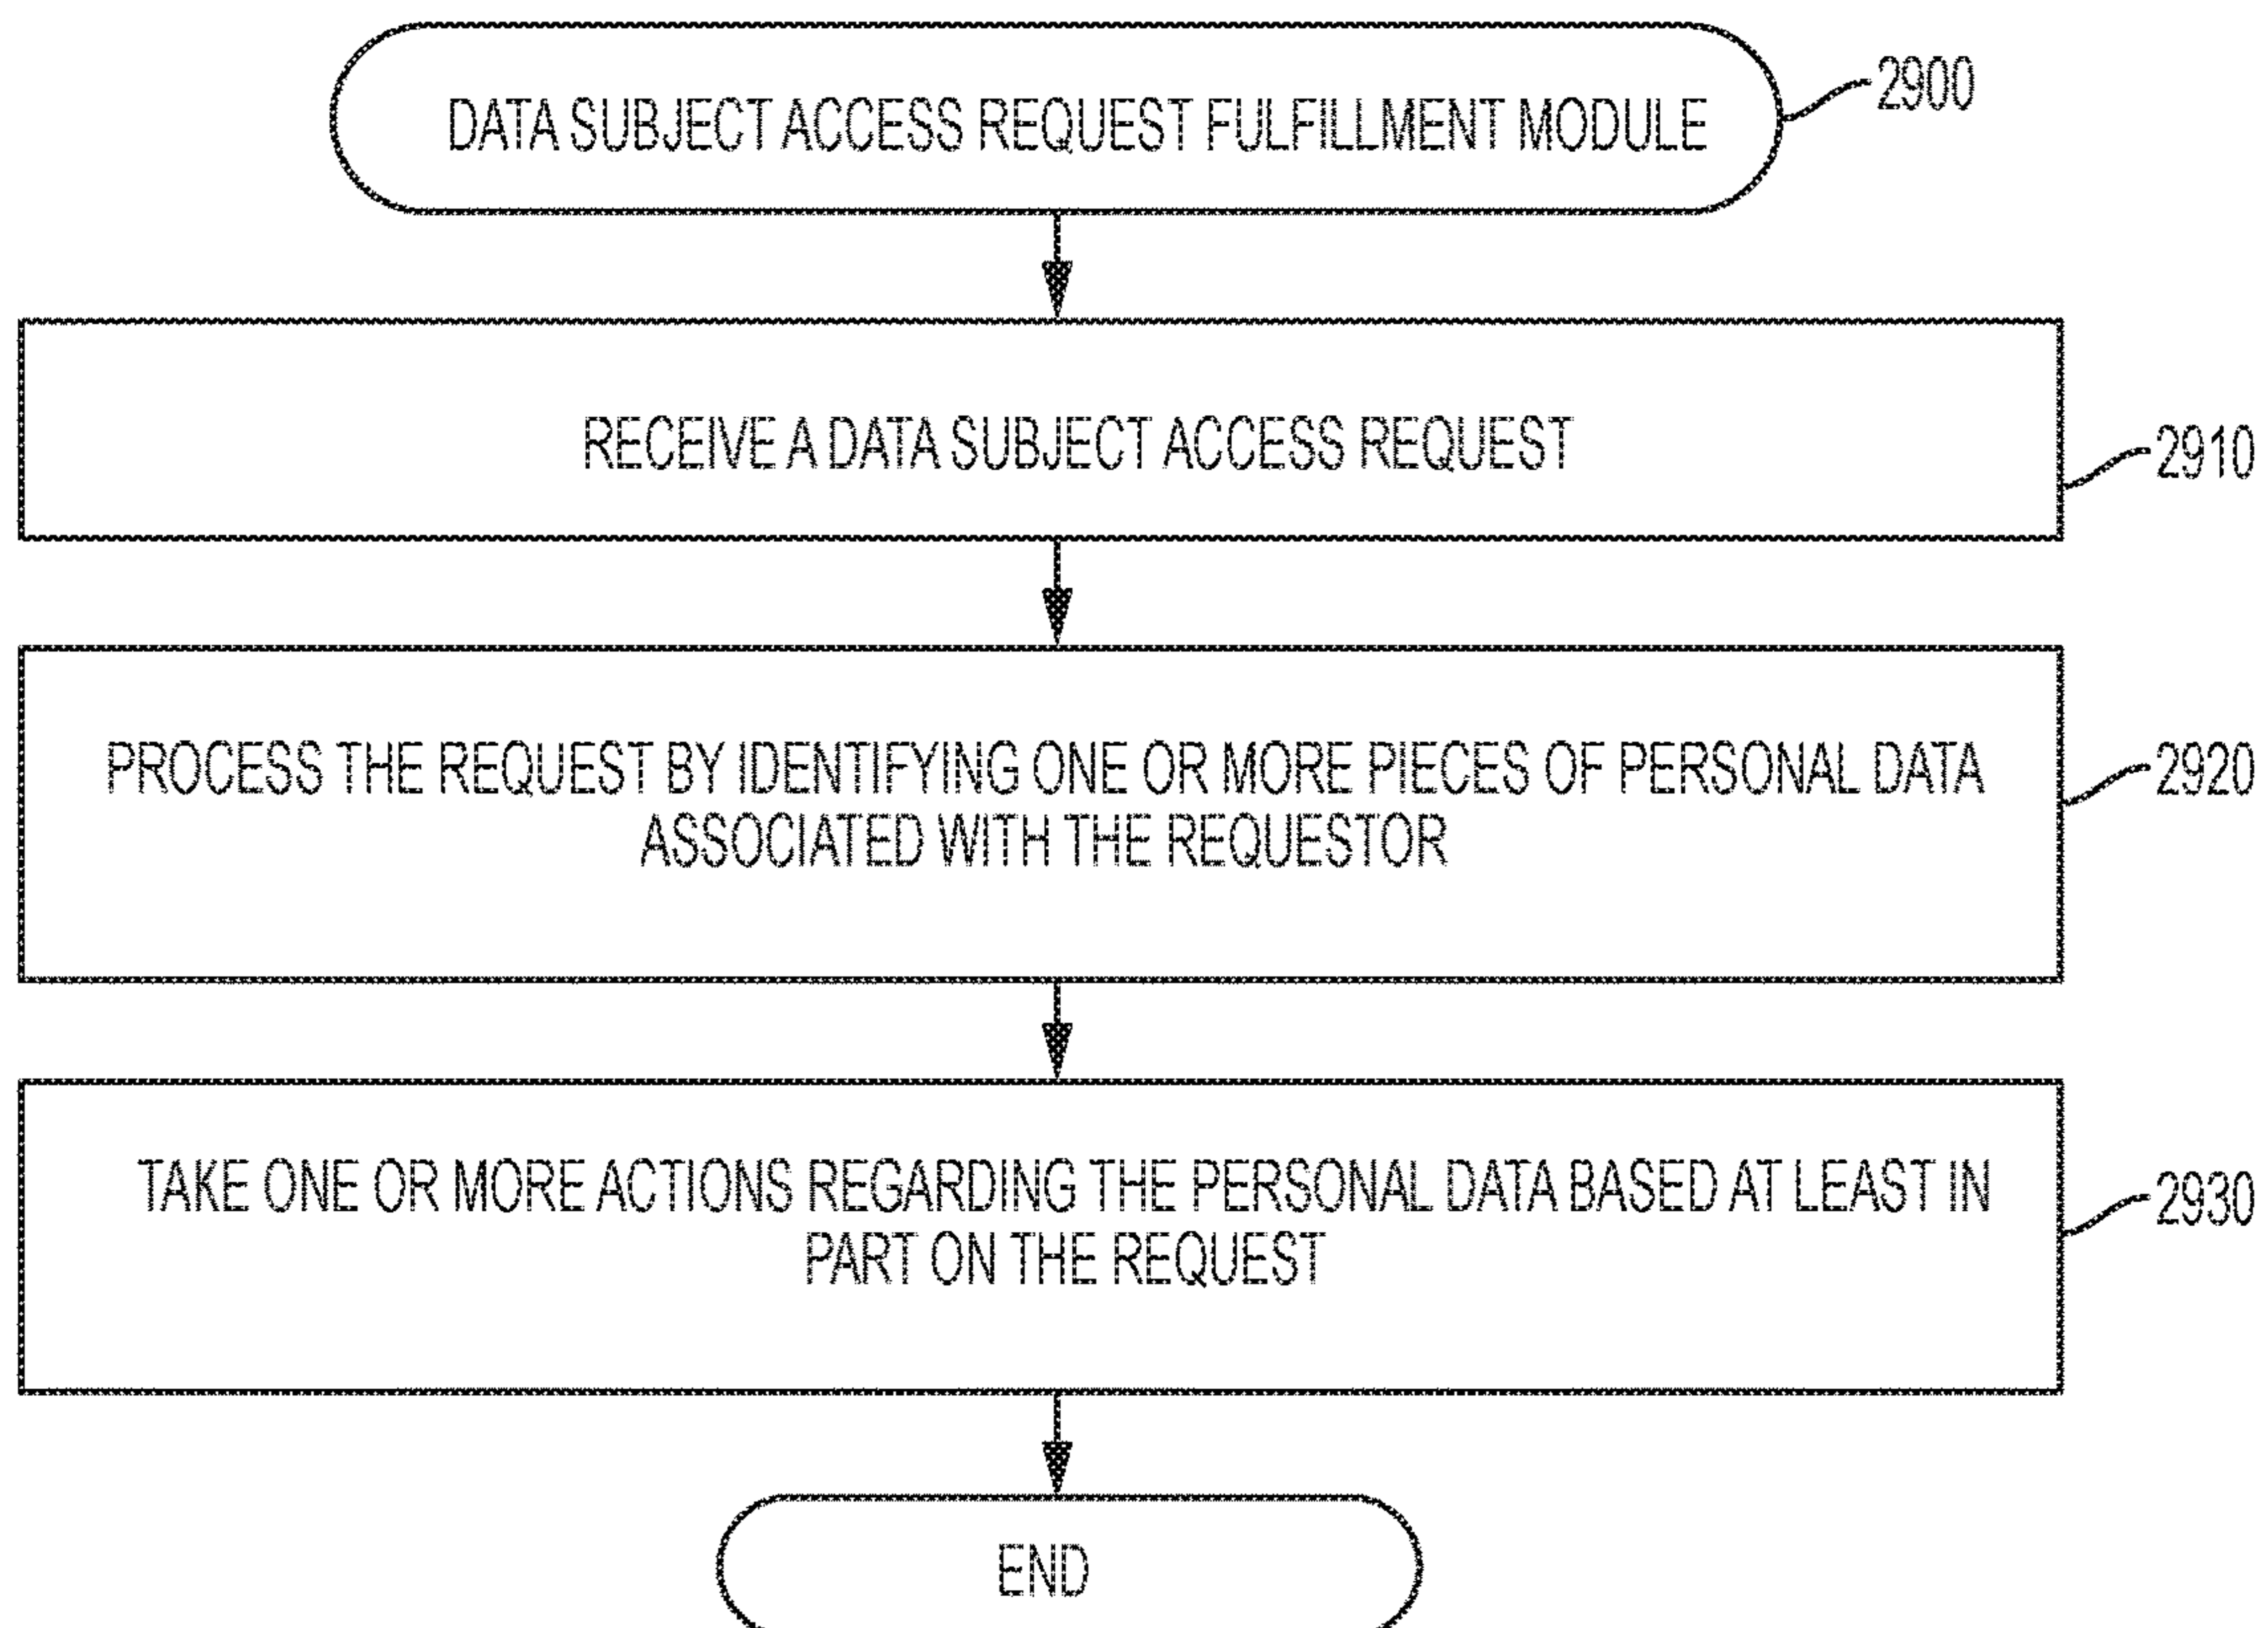 DATA SUBJECT ACCESS REQUEST FULFILLMENT MODULE
2900
RECEIVE A DATA SUBJECT ACCESS REQUEST
2910
PROCESS THE REQUEST BY IDENTIFYING ONE OR MORE PIECES OF PERSONAL DATA
ASSOCIATED WITH THE REQUESTOR
2920
TAKE ONE OR MORE ACTIONS REGARDING THE PERSONAL DATA BASED AT LEAST IN
PART ON THE REQUEST
2930
END